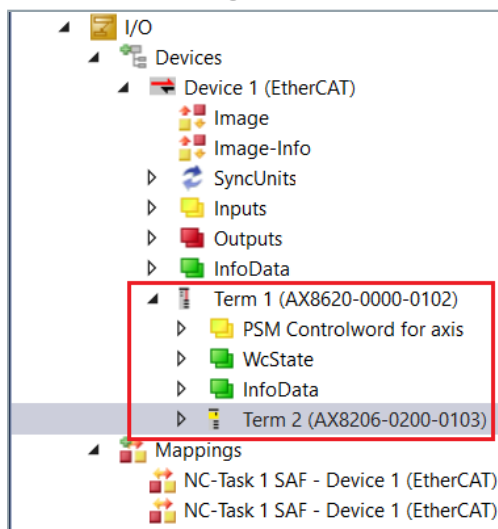 I/O
Devices
Device 1 (EtherCAT)
Image
Image-Info
SyncUnits
Inputs
Outputs
InfoData
Term 1 (AX8620-0000-0102)
PSM Controlword for axis
WcState
InfoData
Term 2 (AX8206-0200-0103)
Mappings
NC-Task 1 SAF - Device 1 (EtherCAT)
NC-Task 1 SAF - Device 1 (EtherCAT)